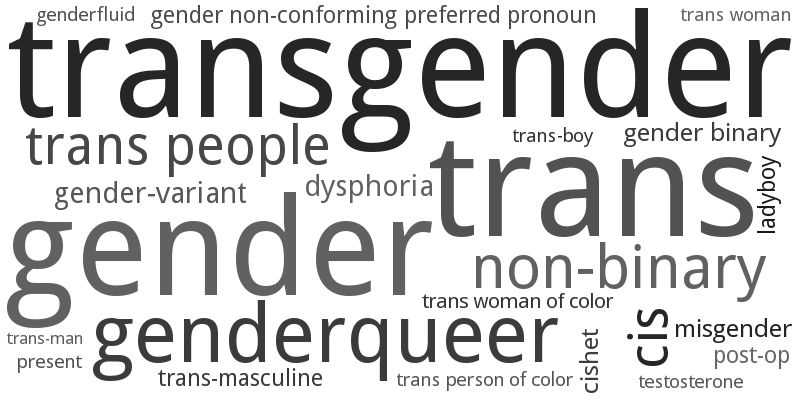 genderfluid
gender non-conforming
preferred pronoun
trans woman
transgender
trans people
trans-boy
gender binary
trans
ladyboy
gender-variant
dysphoria
gender
non-binary
trans woman of color
genderqueer
cis
misgender
trans-man
cishet
post-op
present
trans-masculine
trans person of color
testosterone